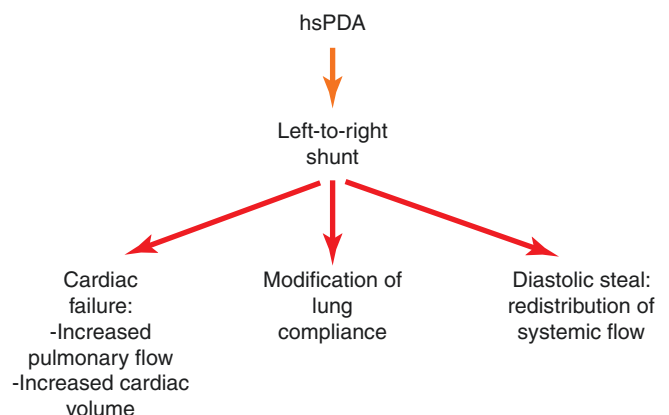 hsPDA
Left-to-right
shunt
Cardiac
failure:
-Increased
pulmonary flow
-Increased cardiac
volume
Modification of
lung
compliance
Diastolic steal:
redistribution of
systemic flow